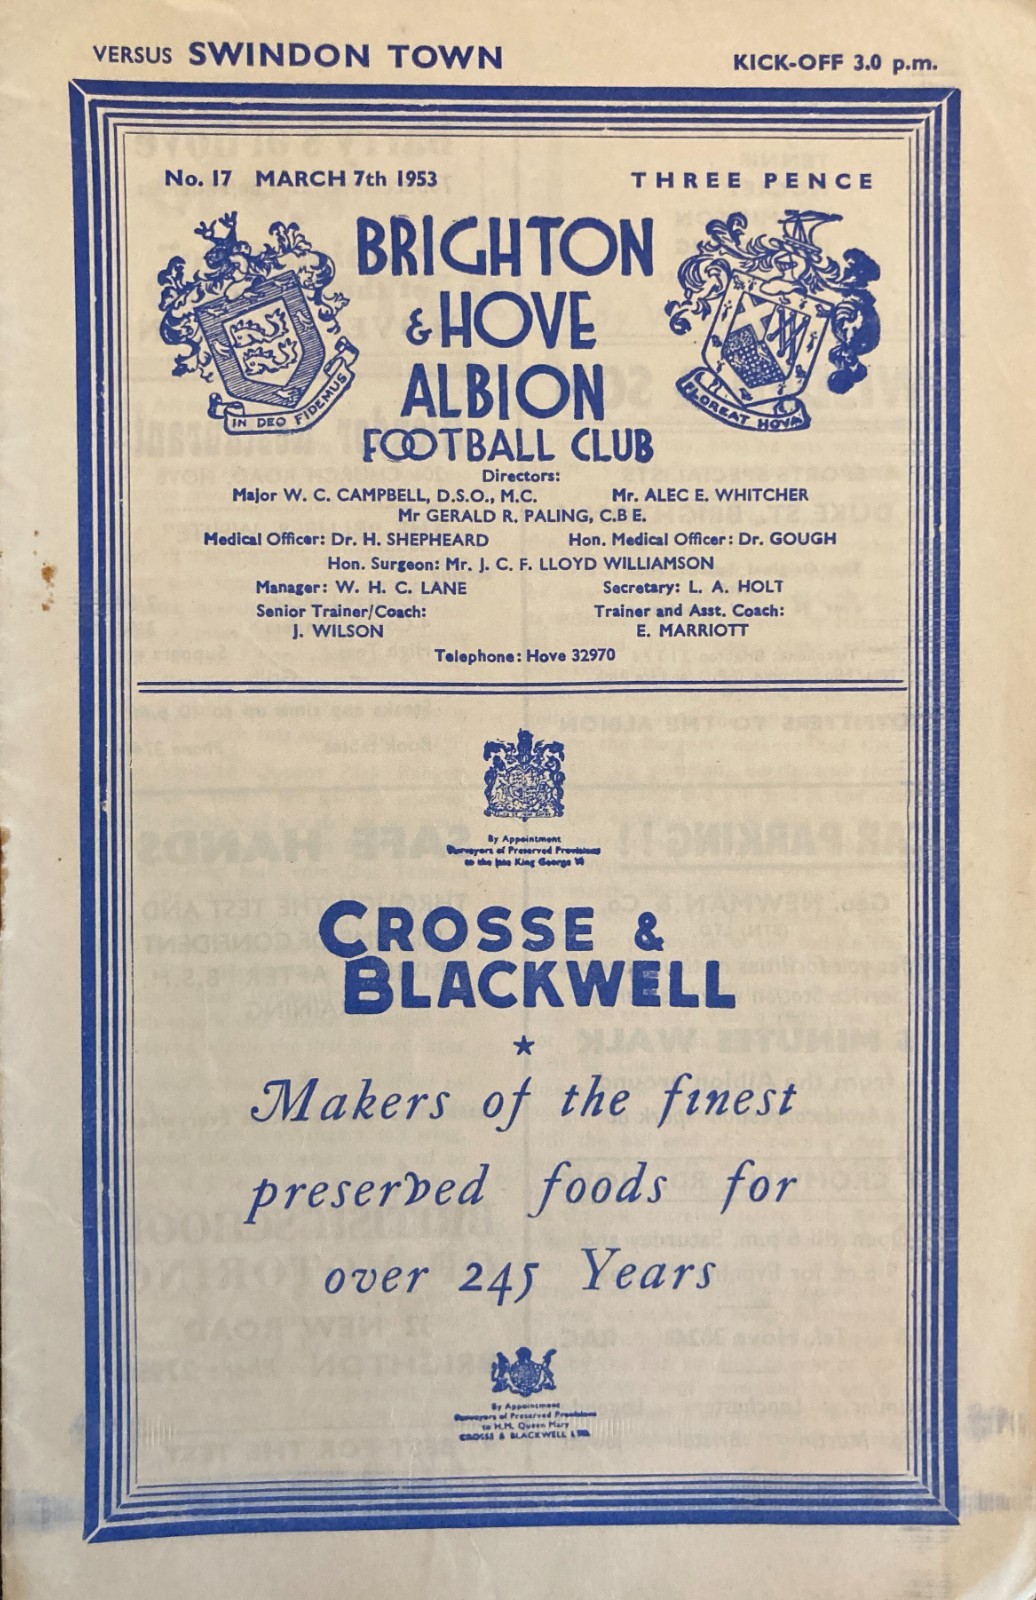 VERSUS SWINDON TOWN KICK-OFF 3.0 p.m.
No. 17 MARCH 7th 1953 THREE PENCE
BRIGHTON
& HOVE
ALBION
FOOTBALL CLUB
IN DEO FIDEMUS
FLOREAT HOVA
Directors:
Major W. C. CAMPBELL, D.S.O., M.C. Mr. ALEC E. WHITCHER
Mr GERALD R. PALING, C.B E.
Medical Officer: Dr. H. SHEPHEARD Hon. Medical Officer: Dr. GOUGH
Hon. Surgeon: Mr. J. C. F. LLOYD WILLIAMSON
Manager: W. H. C. LANE Secretary: L. A. HOLT
Senior Trainer/Coach: Trainer and Asst. Coach:
J. WILSON E. MARRIOTT
Telephone: Hove 32970
By Appointment
Purveyors of Preserved Provisions
to the late King George VI
CROSSE &
BLACKWELL
Makers of the finest
preserved foods for
over 245 Years
By Appointment
Purveyors of Preserved Provisions
to H.M. Queen Mary
CROSSE & BLACKWELL LTD.